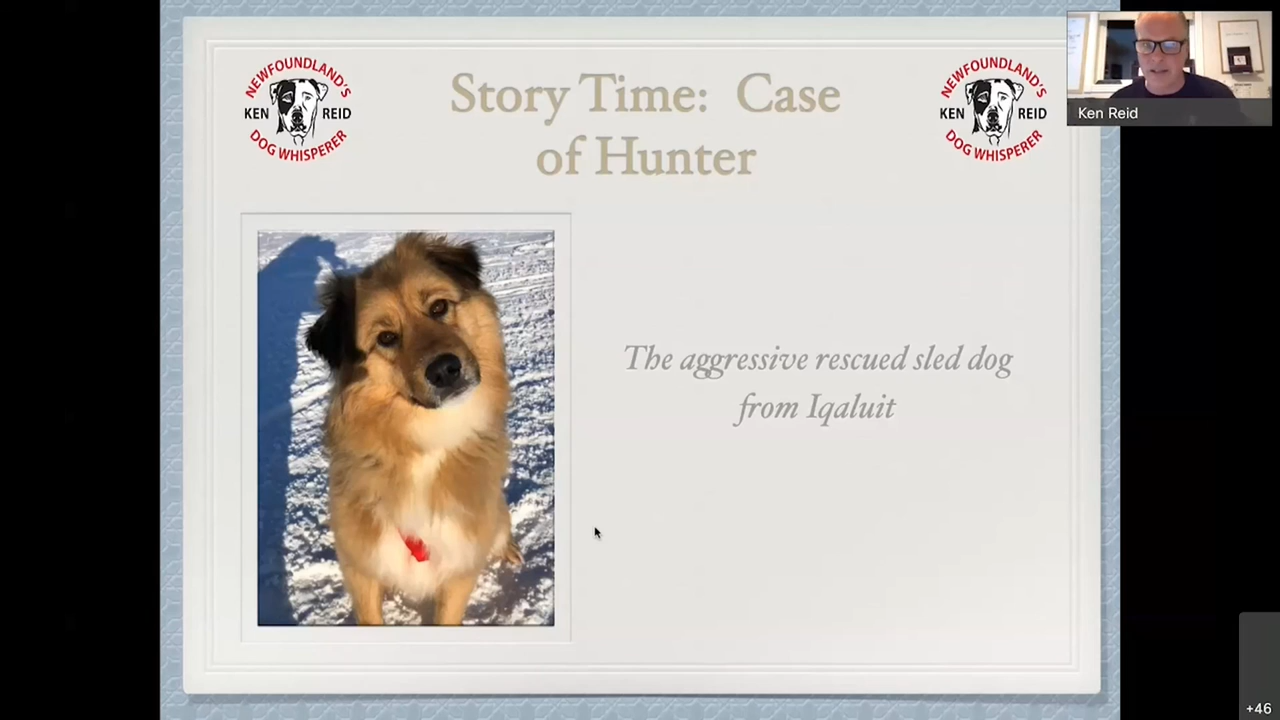 NEWFOUNDLAND'S
KEN REID
DOG WHISPERER
Story Time: Case
of Hunter
NEWFOUNDLAND'S
KEN REID
DOG WHISPERER
Ken Reid
The aggressive rescued sled dog
from Iqaluit
+46